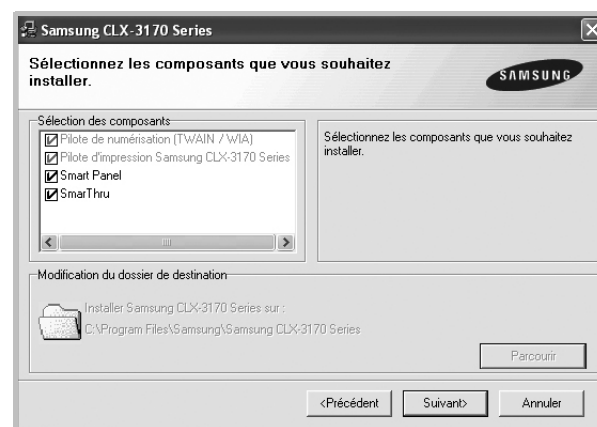 Samsung CLX-3170 Series
Sélectionnez les composants que vous souhaitez
installer.
SAMSUNG
Sélection des composants
Pilote de numérisation (TWAIN / WIA)
Pilote d'impression Samsung CLX-3170 Series
Smart Panel
SmarThru
Sélectionnez les composants que vous souhaitez
installer.
Modification du dossier de destination
Installer Samsung CLX-3170 Series sur :
C:\Program Files\Samsung\Samsung CLX-3170 Series
Parcourir
<Précédent
Suivant>
Annuler